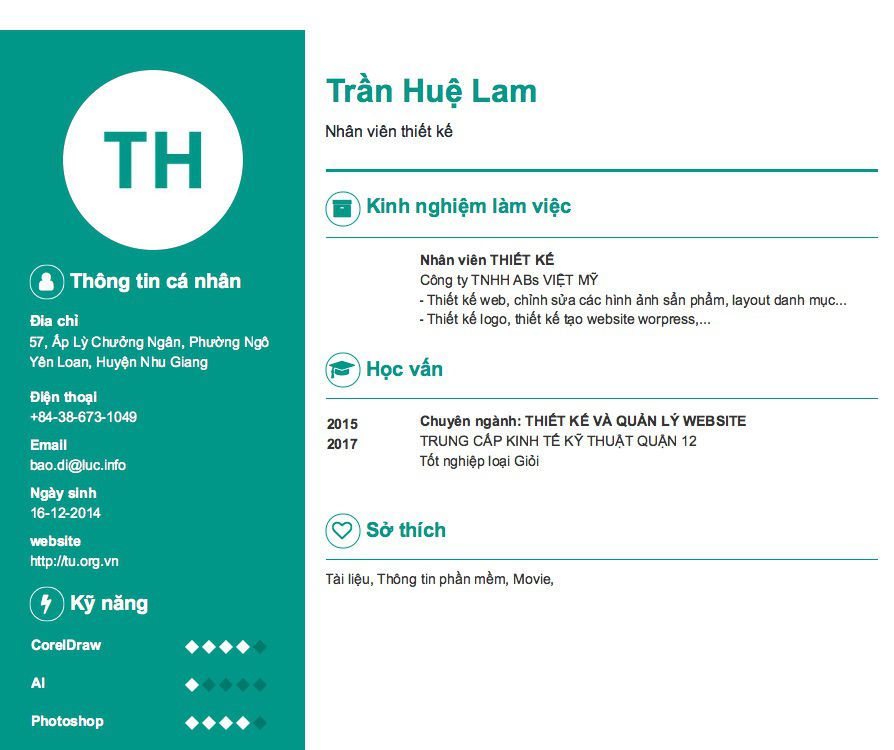 TH
Thông tin cá nhân
Địa chỉ
57, Ấp Lỳ Chưởng Ngân, Phường Ngô
Yên Loan, Huyện Nhu Giang
Điện thoại
+84-38-673-1049
Email
bao.di@luc.info
Ngày sinh
16-12-2014
website
http://tu.org.vn
Kỹ năng
CorelDraw
AI
Photoshop
Trần Huệ Lam
Nhân viên thiết kế
Kinh nghiệm làm việc
Nhân viên THIẾT KẾ
Công ty TNHH ABs VIỆT MỸ
- Thiết kế web, chỉnh sửa các hình ảnh sẩn phẩm, layout danh mục...
- Thiết kế logo, thiết kế tạo website worpress,...
Học vấn
2015
2017
Chuyên ngành: THIẾT KẾ VÀ QUẢN LÝ WEBSITE
TRUNG CẤP KINH TẾ KỸ THUẬT QUẬN 12
Tốt nghiệp loại Giỏi
Sở thích
Tài liệu, Thông tin phần mềm, Movie,